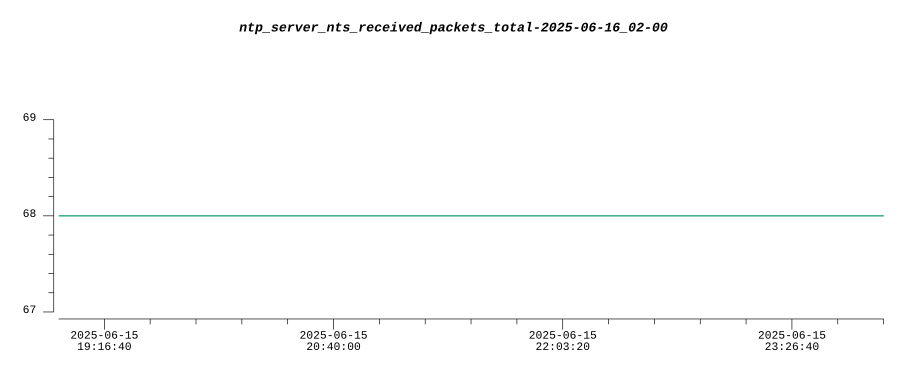 ntp_server_nts_received_packets_total-2025-06-16_02-00
69
68
67
2025-06-15 2025-06-15 2025-06-15 2025-06-15
19:16:40 20:40:00 22:03:20 23:26:40